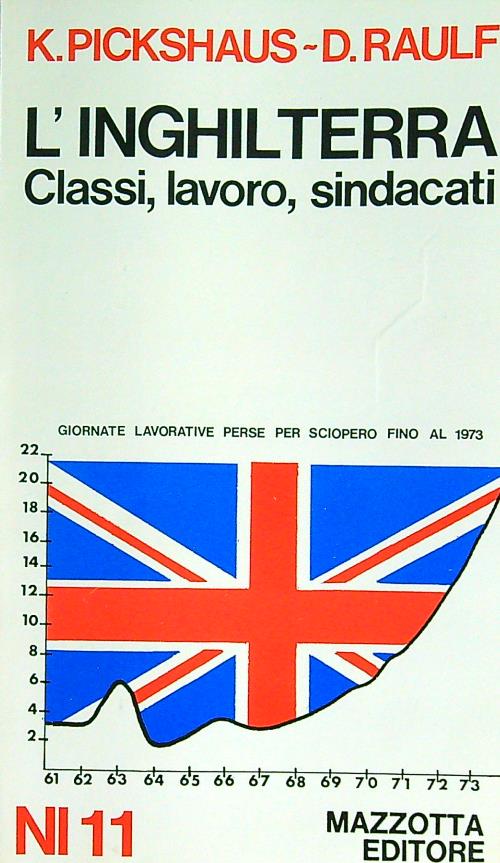 K.PICKSHAUS~D.RAULF
L'INGHILTERRA
Classi, lavoro, sindacati
GIORNATE LAVORATIVE PERSE PER SCIOPERO FINO AL 1973
22
20
18
16
14
12
10
8
6
4
2
61 62 63 64 65 66 67 68 69 70 71 72 73
NI 11
MAZZOTTA
EDITORE